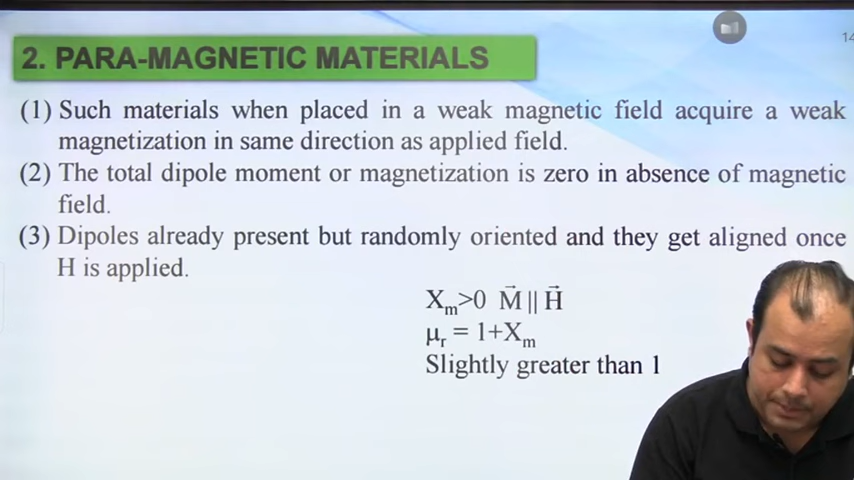 2. PARA-MAGNETIC MATERIALS
14
(1) Such materials when placed in a weak magnetic field acquire a weak
magnetization in same direction as applied field.
(2) The total dipole moment or magnetization is zero in absence of magnetic
field.
(3) Dipoles already present but randomly oriented and they get aligned once
H is applied.
Xₘ>0 M⃗ || H⃗
μᵣ = 1+Xₘ
Slightly greater than 1